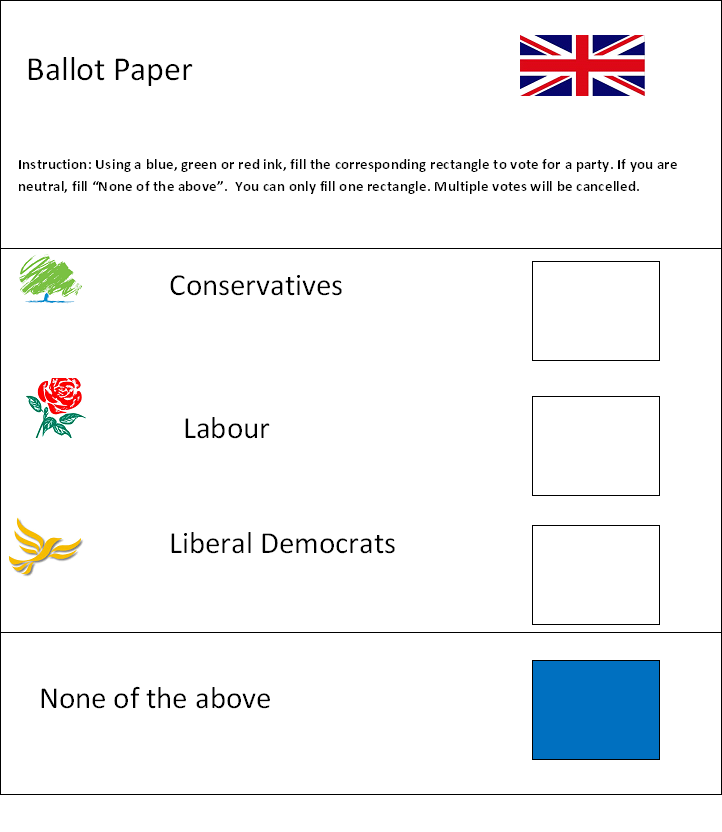 Ballot Paper
Instruction: Using a blue, green or red ink, fill the corresponding rectangle to vote for a party. If you are
neutral, fill “None of the above”.  You can only fill one rectangle. Multiple votes will be cancelled.
Conservatives
Labour
Liberal Democrats
None of the above